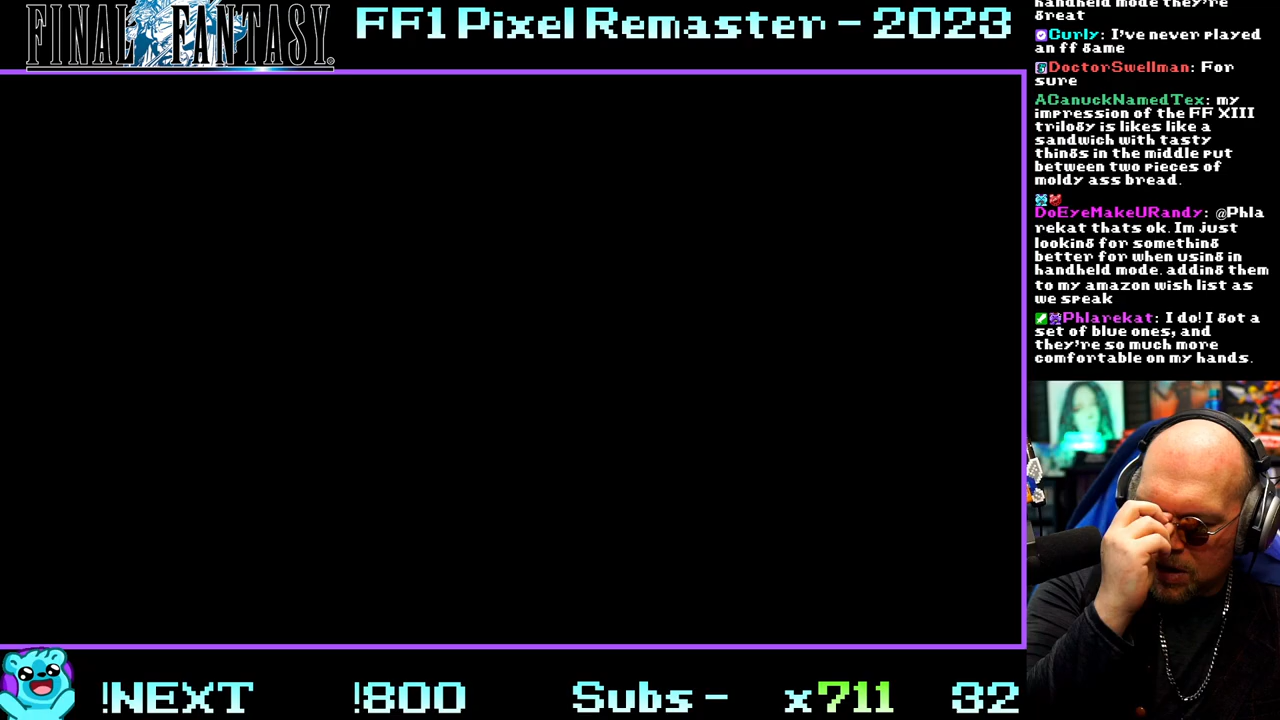 FINAL FANTASY
FF1 Pixel Remaster - 2023
handheld mode they're
great
Curly: I've never played
an ff game
DoctorSwellman: For
sure
ACanuckNamedTex: my
impression of the FF XIII
trilogy is likes like a
sandwich with tasty
things in the middle put
between two pieces of
moldy ass bread.
DoEyeMakeURandy: @Phla
rekat thats ok. Im just
looking for something
better for when using in
handheld mode. adding them
to my amazon wish list as
we speak
Phlarekat: I do! I got a
set of blue ones, and
they're so much more
comfortable on my hands.
!NEXT !800 Subs - x711 32